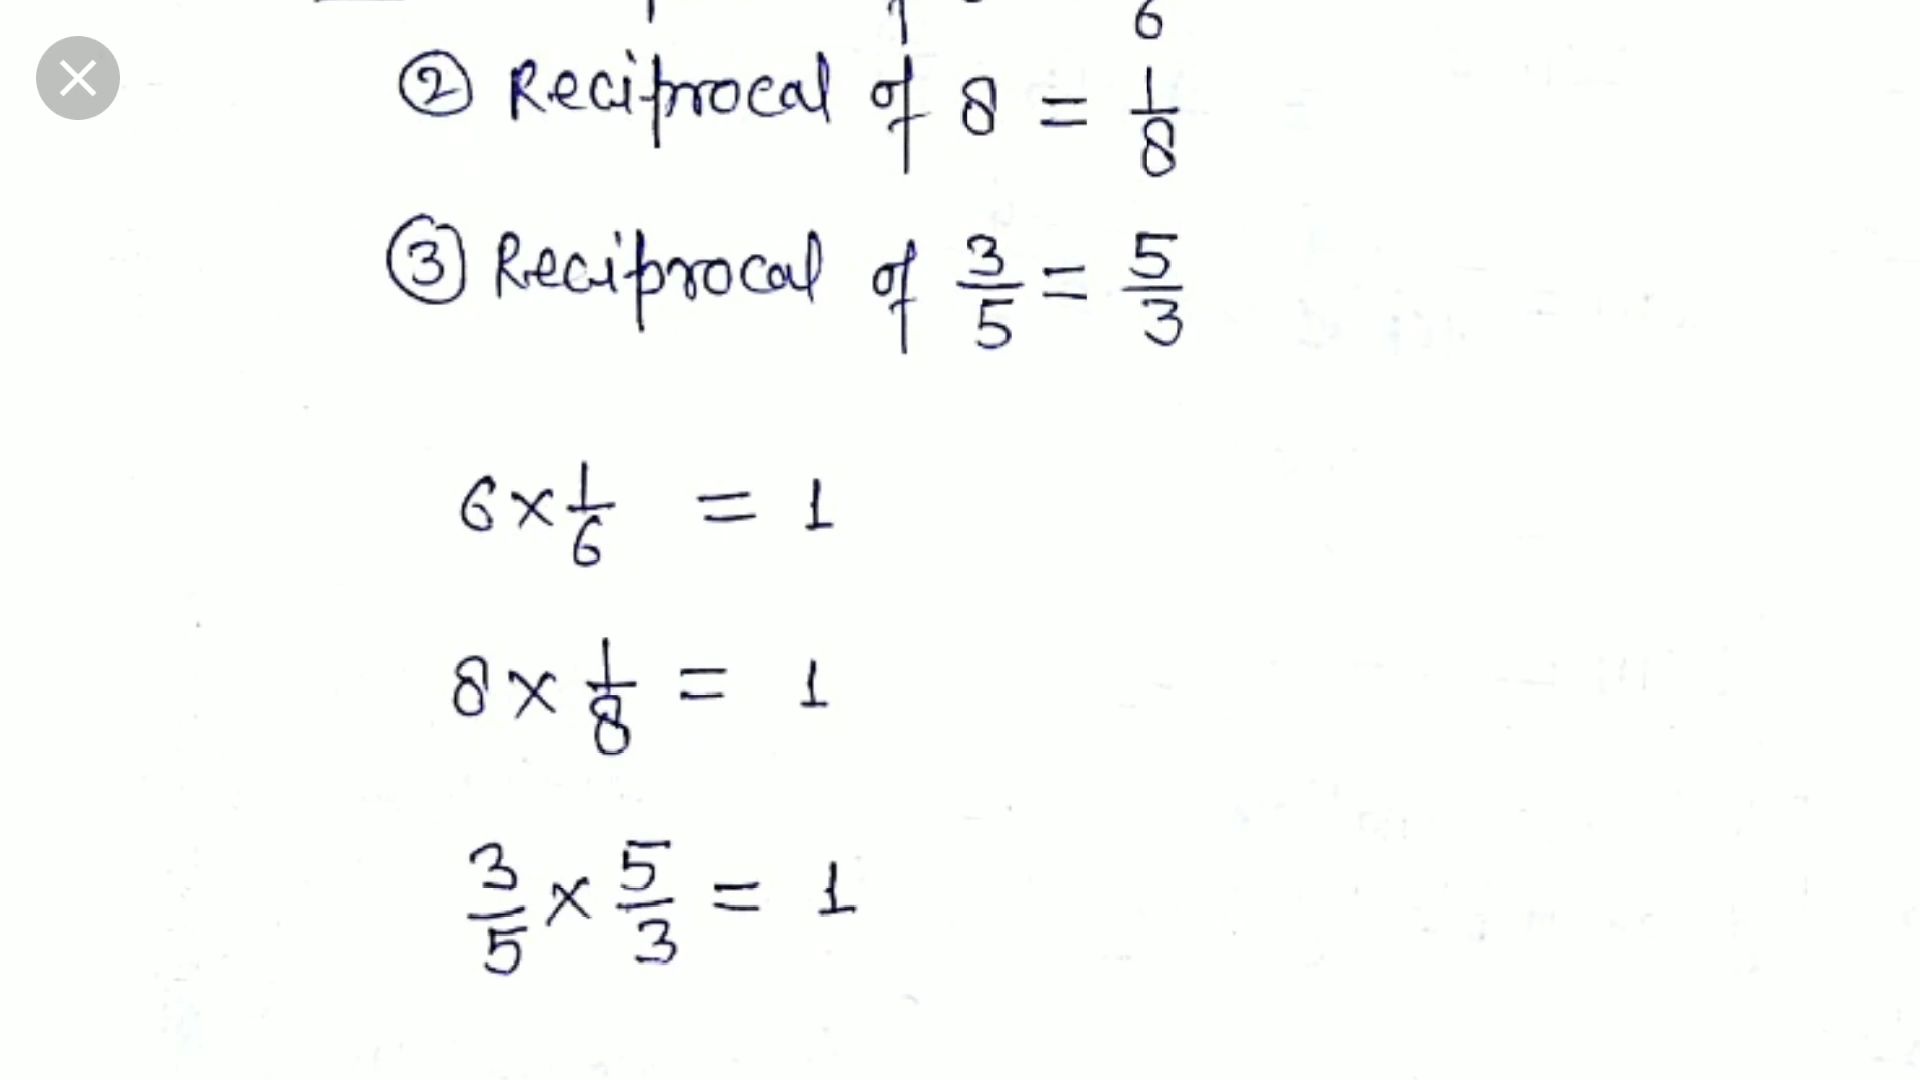 6
② Reciprocal of 8 = 1/8
③ Reciprocal of 3/5 = 5/3
6 × 1/6 = 1
8 × 1/8 = 1
3/5 × 5/3 = 1